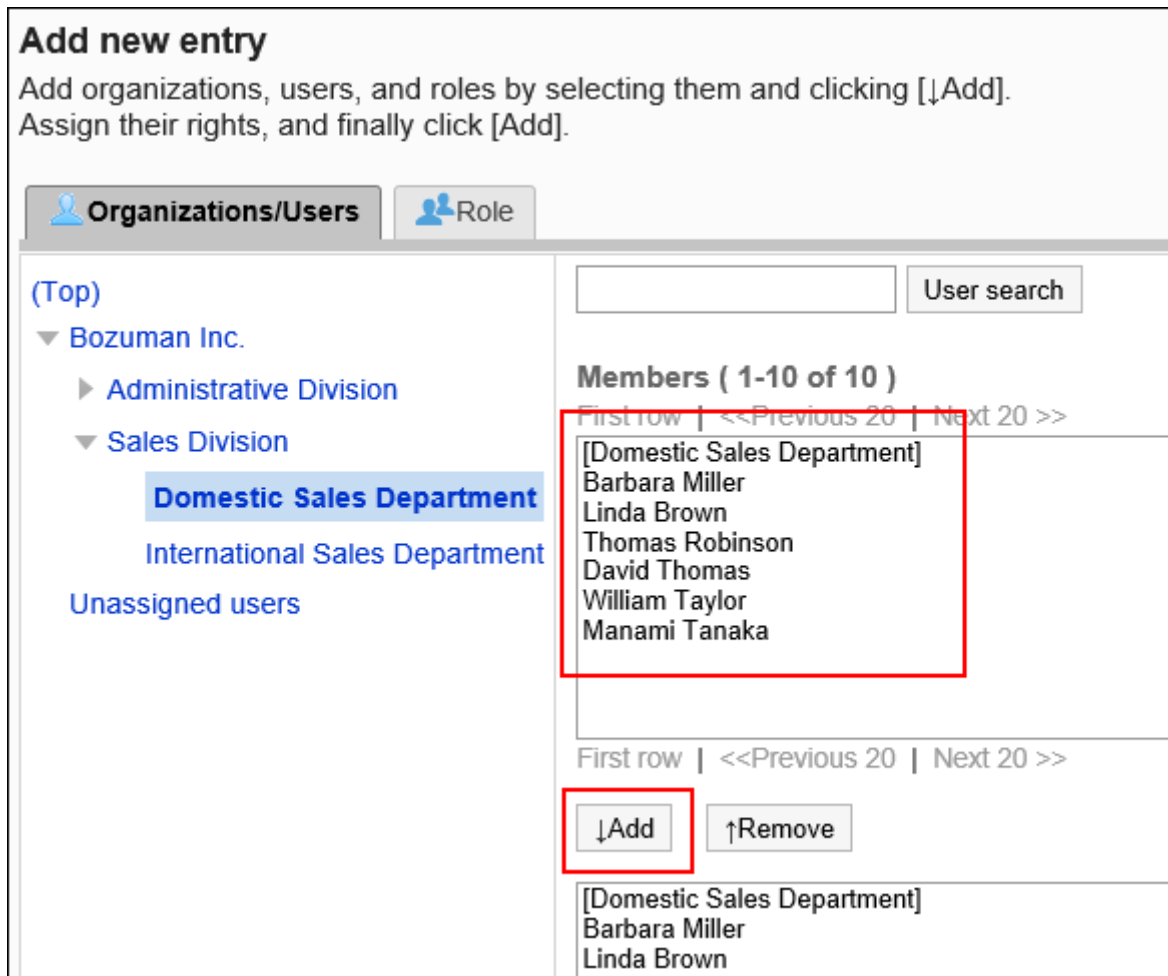 Add new entry
Add organizations, users, and roles by selecting them and clicking [↓Add].
Assign their rights, and finally click [Add].
Organizations/Users
Role
(Top)
Bozuman Inc.
Administrative Division
Sales Division
Domestic Sales Department
International Sales Department
Unassigned users
User search
Members ( 1-10 of 10 )
First row | <<Previous 20 | Next 20 >>
[Domestic Sales Department]
Barbara Miller
Linda Brown
Thomas Robinson
David Thomas
William Taylor
Manami Tanaka
First row | <<Previous 20 | Next 20 >>
↓Add
↑Remove
[Domestic Sales Department]
Barbara Miller
Linda Brown